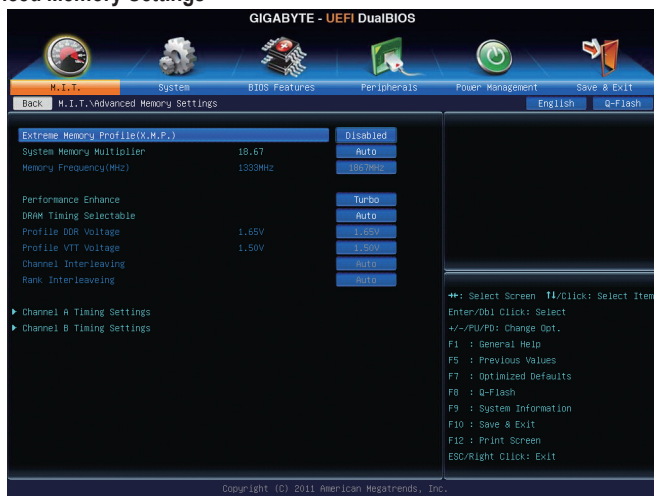 GIGABYTE - UEFI DualBIOS
M.I.T. System BIOS Features Peripherals Power Management Save & Exit
Back M.I.T.\Advanced Memory Settings English Q-Flash
Extreme Memory Profile(X.M.P.) Disabled
System Memory Multiplier 18.67 Auto
Memory Frequency(MHz) 1333MHz 1867MHz
Performance Enhance Turbo
DRAM Timing Selectable Auto
Profile DDR Voltage 1.65V 1.65V
Profile VTT Voltage 1.50V 1.50V
Channel Interleaving Auto
Rank Interleaveing Auto
▶ Channel A Timing Settings
▶ Channel B Timing Settings
→←: Select Screen ↑↓/Click: Select Item
Enter/Dbl Click: Select
+/-/PU/PD: Change Opt.
F1 : General Help
F5 : Previous Values
F7 : Optimized Defaults
F8 : Q-Flash
F9 : System Information
F10 : Save & Exit
F12 : Print Screen
ESC/Right Click: Exit
Copyright (C) 2011 American Megatrends, Inc.